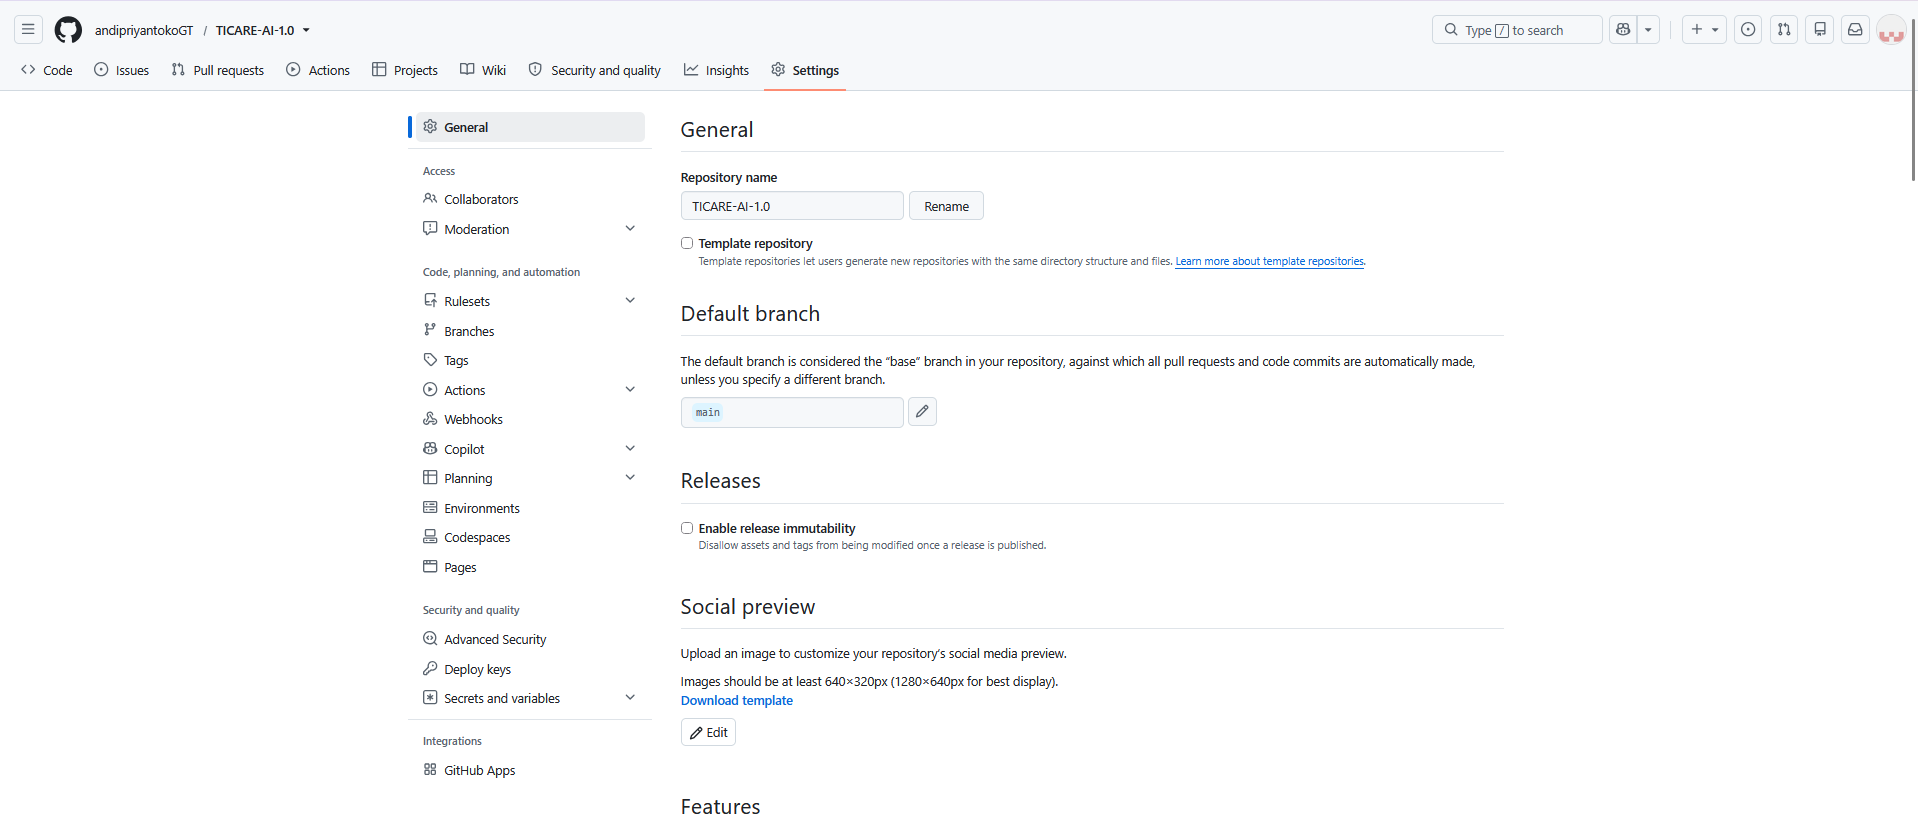 andipriyantokoGT / TICARE-AI-1.0
Type / to search
Code Issues Pull requests Actions Projects Wiki Security and quality Insights Settings
General
Access
Collaborators
Moderation
Code, planning, and automation
Rulesets
Branches
Tags
Actions
Webhooks
Copilot
Planning
Environments
Codespaces
Pages
Security and quality
Advanced Security
Deploy keys
Secrets and variables
Integrations
GitHub Apps
General
Repository name
TICARE-AI-1.0 Rename
Template repository
Template repositories let users generate new repositories with the same directory structure and files. Learn more about template repositories.
Default branch
The default branch is considered the “base” branch in your repository, against which all pull requests and code commits are automatically made,
unless you specify a different branch.
main
Releases
Enable release immutability
Disallow assets and tags from being modified once a release is published.
Social preview
Upload an image to customize your repository’s social media preview.
Images should be at least 640×320px (1280×640px for best display).
Download template
Edit
Features